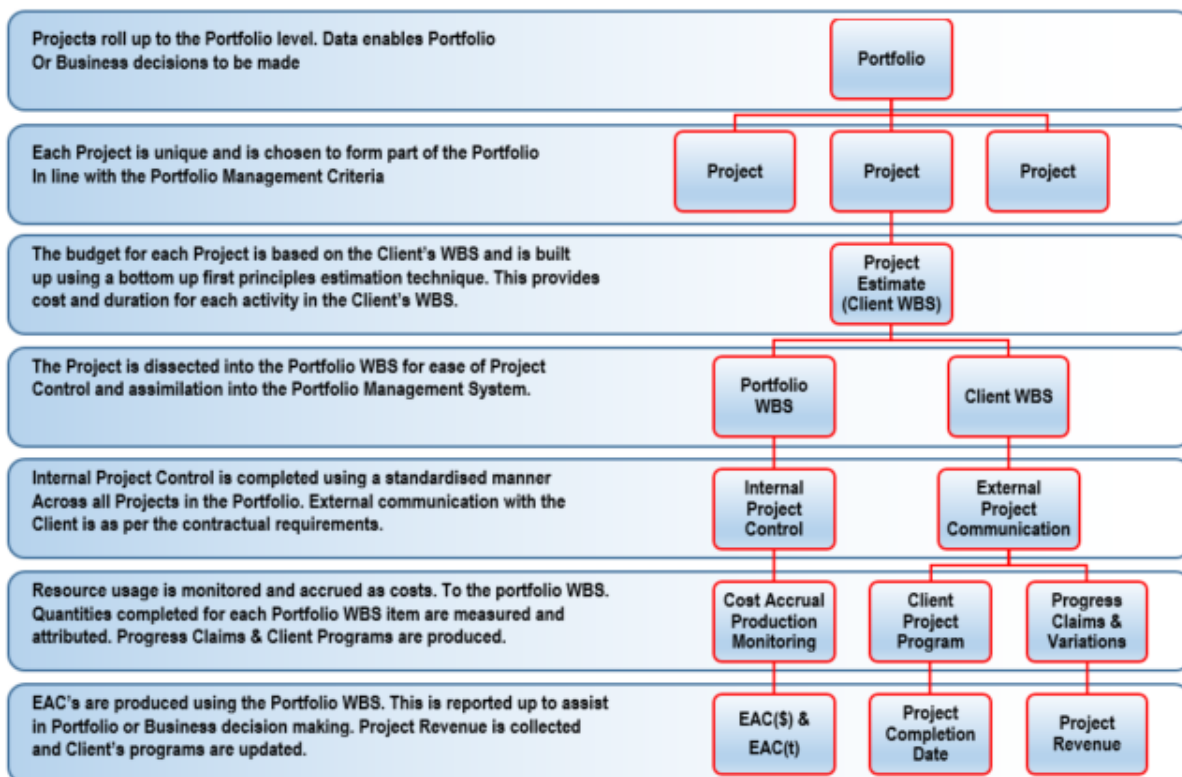 Projects roll up to the Portfolio level. Data enables Portfolio
Or Business decisions to be made
Portfolio
Each Project is unique and is chosen to form part of the Portfolio
In line with the Portfolio Management Criteria
Project
Project
Project
The budget for each Project is based on the Client's WBS and is built
up using a bottom up first principles estimation technique. This provides
cost and duration for each activity in the Client's WBS.
Project
Estimate
(Client WBS)
The Project is dissected into the Portfolio WBS for ease of Project
Control and assimilation into the Portfolio Management System.
Portfolio
WBS
Client WBS
Internal Project Control is completed using a standardised manner
Across all Projects in the Portfolio. External communication with the
Client is as per the contractual requirements.
Internal
Project
Control
External
Project
Communication
Resource usage is monitored and accrued as costs. To the portfolio WBS.
Quantities completed for each Portfolio WBS item are measured and
attributed. Progress Claims & Client Programs are produced.
Cost Accrual
Production
Monitoring
Client
Project
Program
Progress
Claims &
Variations
EAC's are produced using the Portfolio WBS. This is reported up to assist
in Portfolio or Business decision making. Project Revenue is collected
and Client's programs are updated.
EAC($) &
EAC(t)
Project
Completion
Date
Project
Revenue